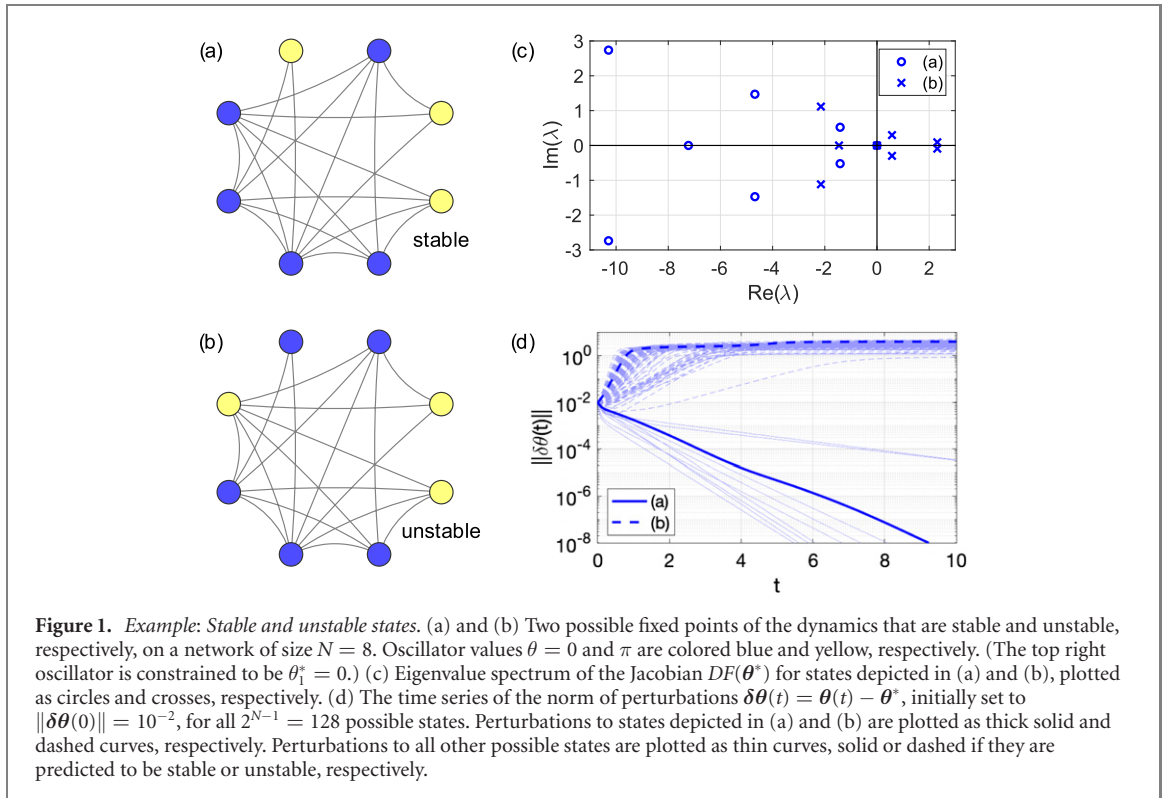 (a)
stable
(c)
3
2
1
0
-1
-2
-3
Im(λ)
-10 -8 -6 -4 -2 0 2
Re(λ)
(a)
(b)
(b)
unstable
(d)
10^0
10^-2
10^-4
10^-6
10^-8
||δθ(t)||
(a)
(b)
0 2 4 6 8 10
t
Figure 1. Example: Stable and unstable states. (a) and (b) Two possible fixed points of the dynamics that are stable and unstable,
respectively, on a network of size N = 8. Oscillator values θ = 0 and π are colored blue and yellow, respectively. (The top right
oscillator is constrained to be θ₁* = 0.) (c) Eigenvalue spectrum of the Jacobian DF(θ*) for states depicted in (a) and (b), plotted
as circles and crosses, respectively. (d) The time series of the norm of perturbations δθ(t) = θ(t) − θ*, initially set to
‖δθ(0)‖ = 10⁻², for all 2ᴺ⁻¹ = 128 possible states. Perturbations to states depicted in (a) and (b) are plotted as thick solid and
dashed curves, respectively. Perturbations to all other possible states are plotted as thin curves, solid or dashed if they are
predicted to be stable or unstable, respectively.